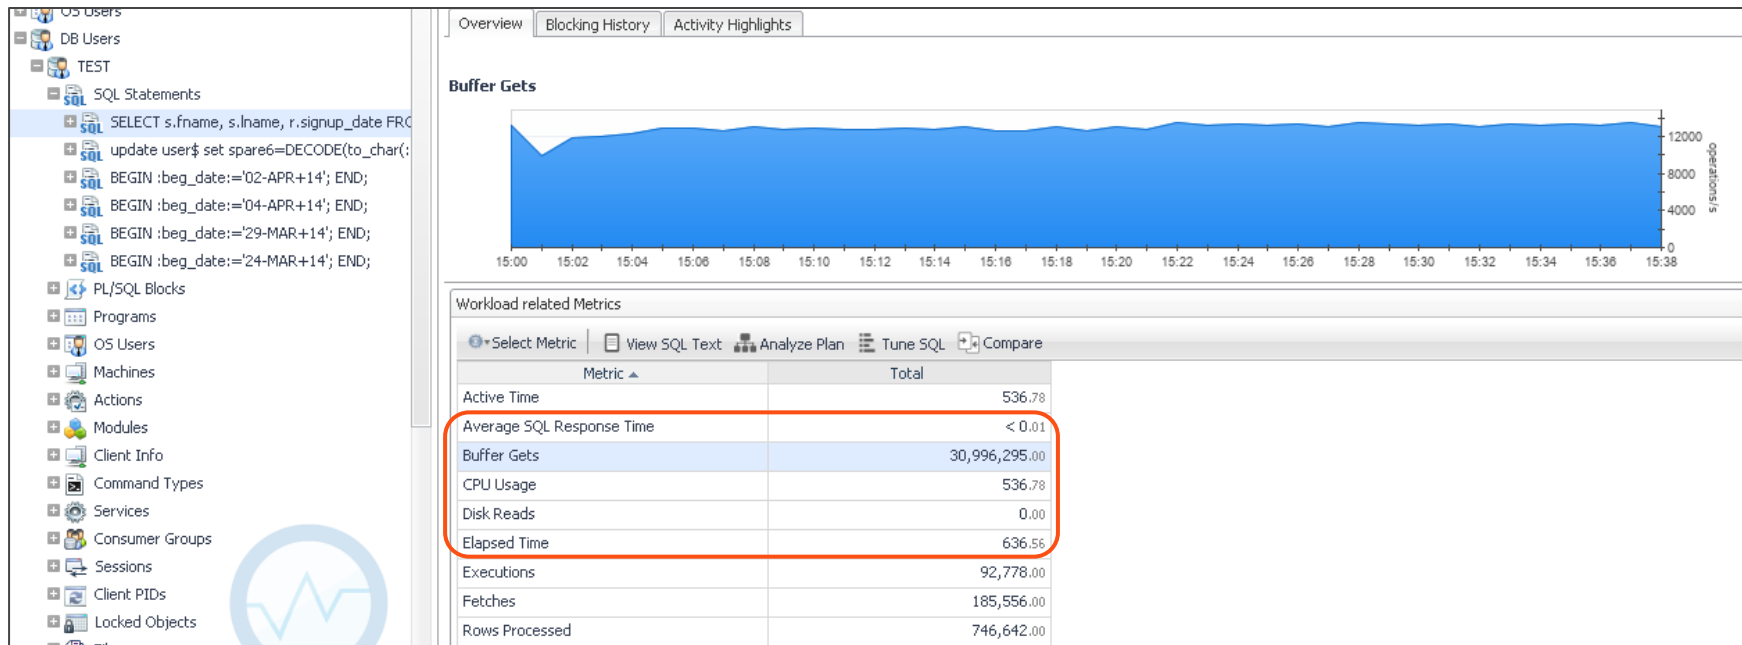 OS Users
DB Users
TEST
SQL Statements
SELECT s.fname, s.lname, r.signup_date FRO
update user$ set spare6=DECODE(to_char(:
BEGIN :beg_date:='02-APR+14'; END;
BEGIN :beg_date:='04-APR+14'; END;
BEGIN :beg_date:='29-MAR+14'; END;
BEGIN :beg_date:='24-MAR+14'; END;
PL/SQL Blocks
Programs
OS Users
Machines
Actions
Modules
Client Info
Command Types
Services
Consumer Groups
Sessions
Client PIDs
Locked Objects
Overview Blocking History Activity Highlights
Buffer Gets
12000
8000
4000
0
operations/s
15:00 15:02 15:04 15:06 15:08 15:10 15:12 15:14 15:16 15:18 15:20 15:22 15:24 15:26 15:28 15:30 15:32 15:34 15:36 15:38
Workload related Metrics
Select Metric View SQL Text Analyze Plan Tune SQL Compare
Metric Total
Active Time 536.78
Average SQL Response Time < 0.01
Buffer Gets 30,996,295.00
CPU Usage 536.78
Disk Reads 0.00
Elapsed Time 636.56
Executions 92,778.00
Fetches 185,556.00
Rows Processed 746,642.00